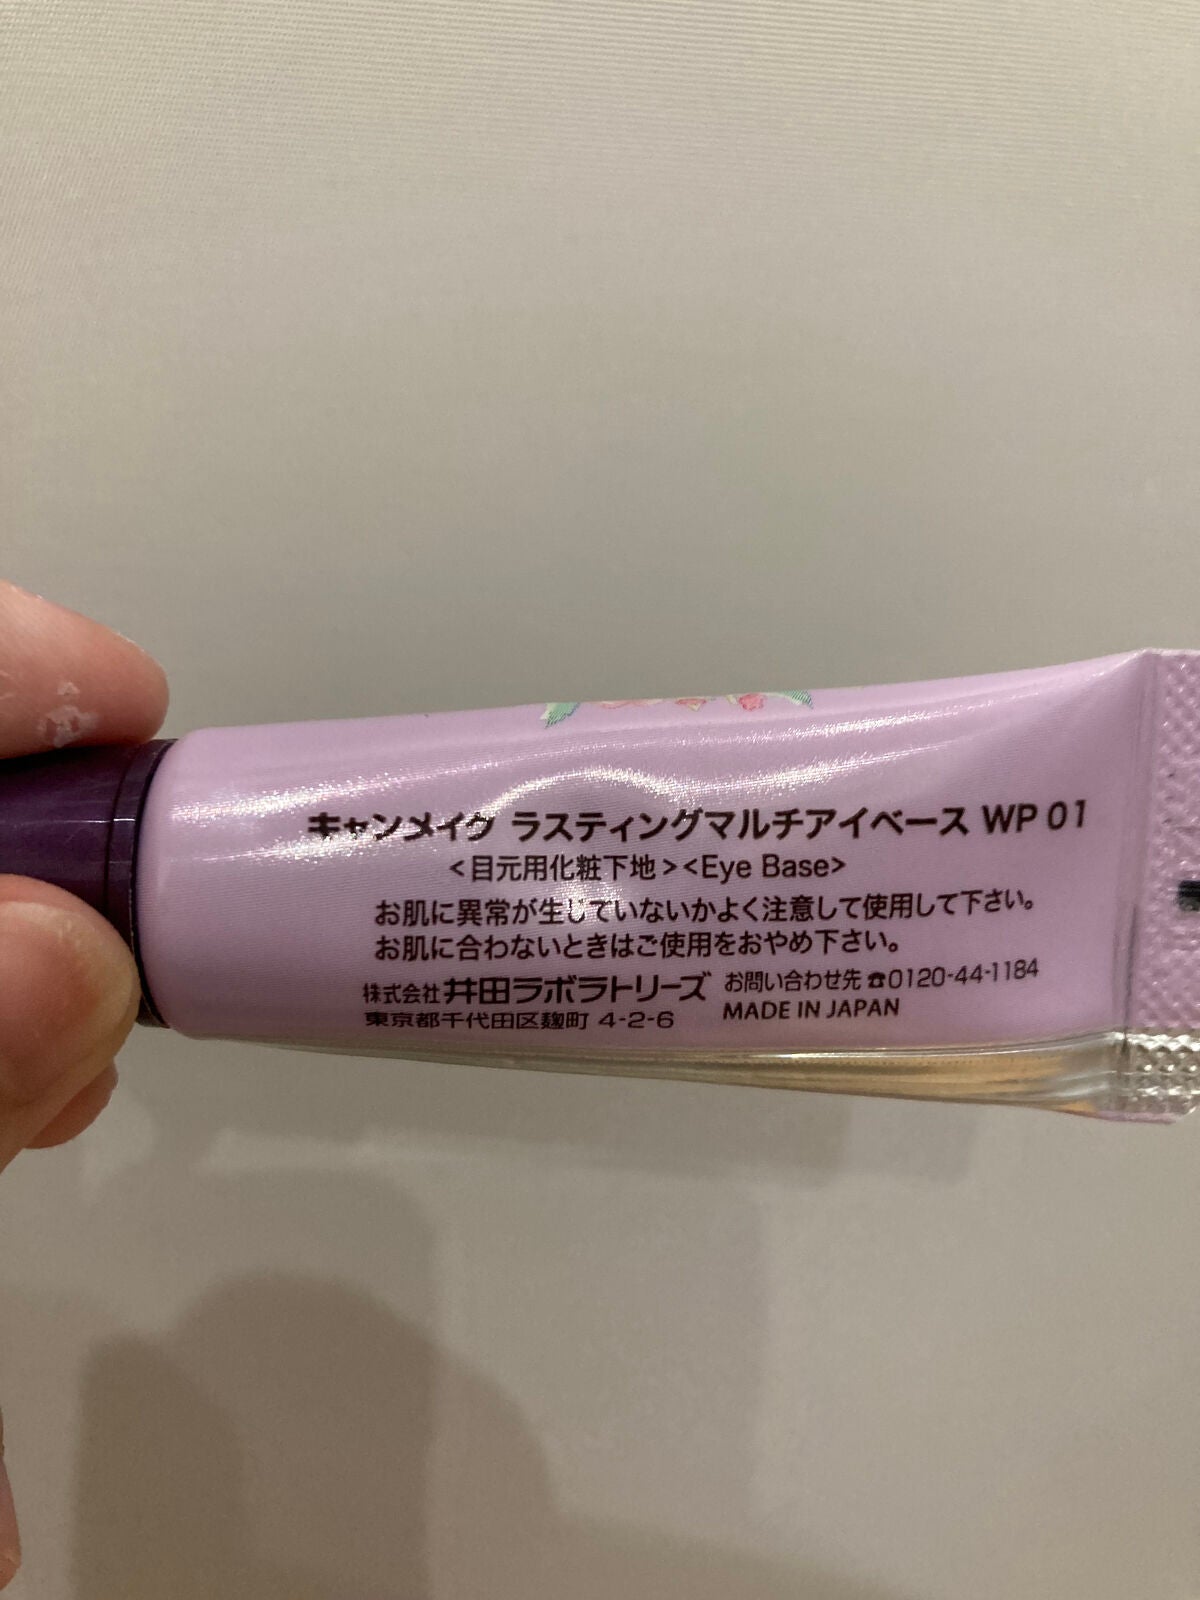 キャンメイク ラスティングマルチアイベース WP 01
<目元用化粧下地><Eye Base>
お肌に異常が生じていないかよく注意して使用して下さい。
お肌に合わないときはご使用をおやめ下さい。
株式会社 井田ラボラトリーズ
東京都千代田区麹町 4-2-6
お問い合わせ先 ☎0120-44-1184
MADE IN JAPAN